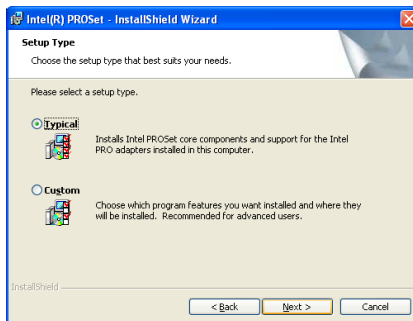 Intel(R) PROSet - InstallShield Wizard
Setup Type
Choose the setup type that best suits your needs.
Please select a setup type.
Typical
Installs Intel PROSet core components and support for the Intel
PRO adapters installed in this computer.
Custom
Choose which program features you want installed and where they
will be installed. Recommended for advanced users.
InstallShield
< Back
Next >
Cancel